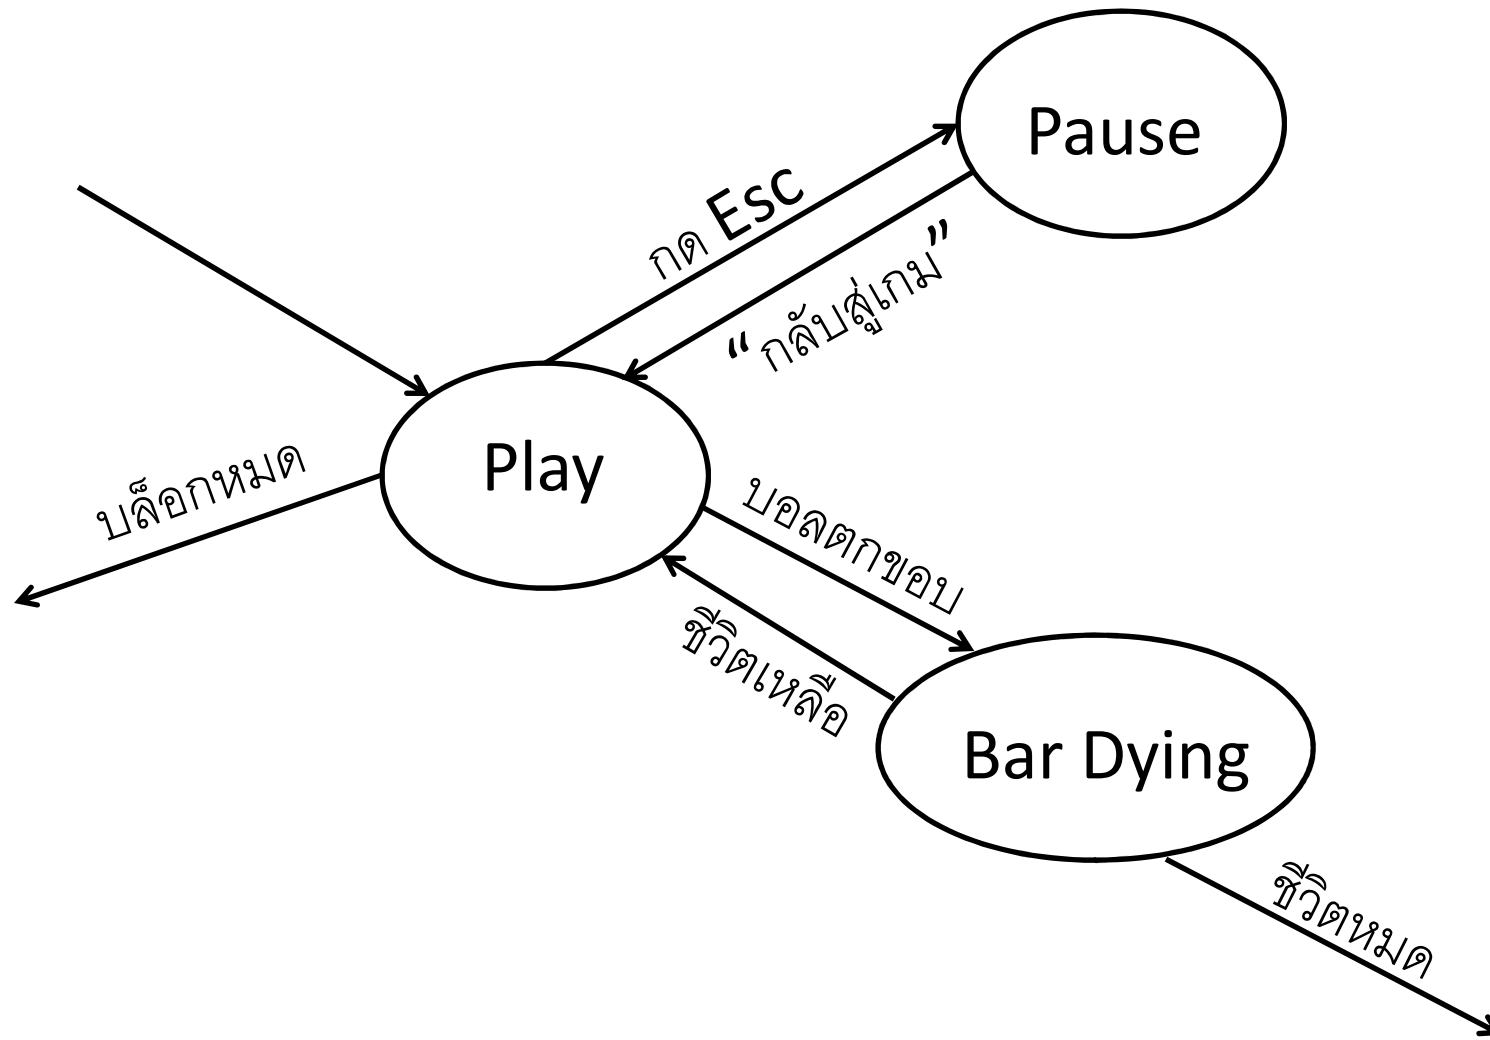 Pause
กด Esc
“กลับสู่เกม”
Play
บล็อกหมด
บอลตกขอบ
ชีวิตเหลือ
Bar Dying
ชีวิตหมด